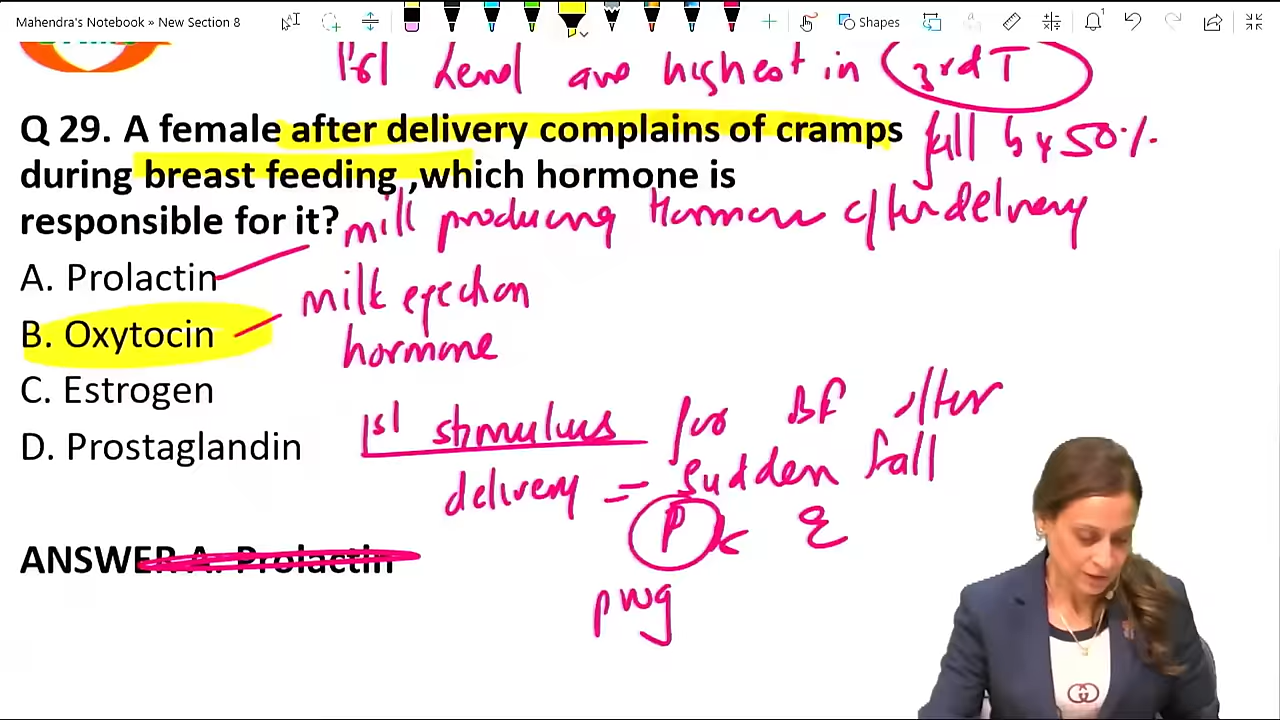 Mahendra's Notebook » New Section 8
Shapes
Level are highest in 3rd T
Q 29. A female after delivery complains of cramps
fall by 50%
during breast feeding ,which hormone is
responsible for it?
milk producing Hormone after delivery
A. Prolactin
milk ejection
B. Oxytocin
hormone
C. Estrogen
1st stimulus for BF after
D. Prostaglandin
delivery = sudden fall
P
ANSWER A. Prolactin